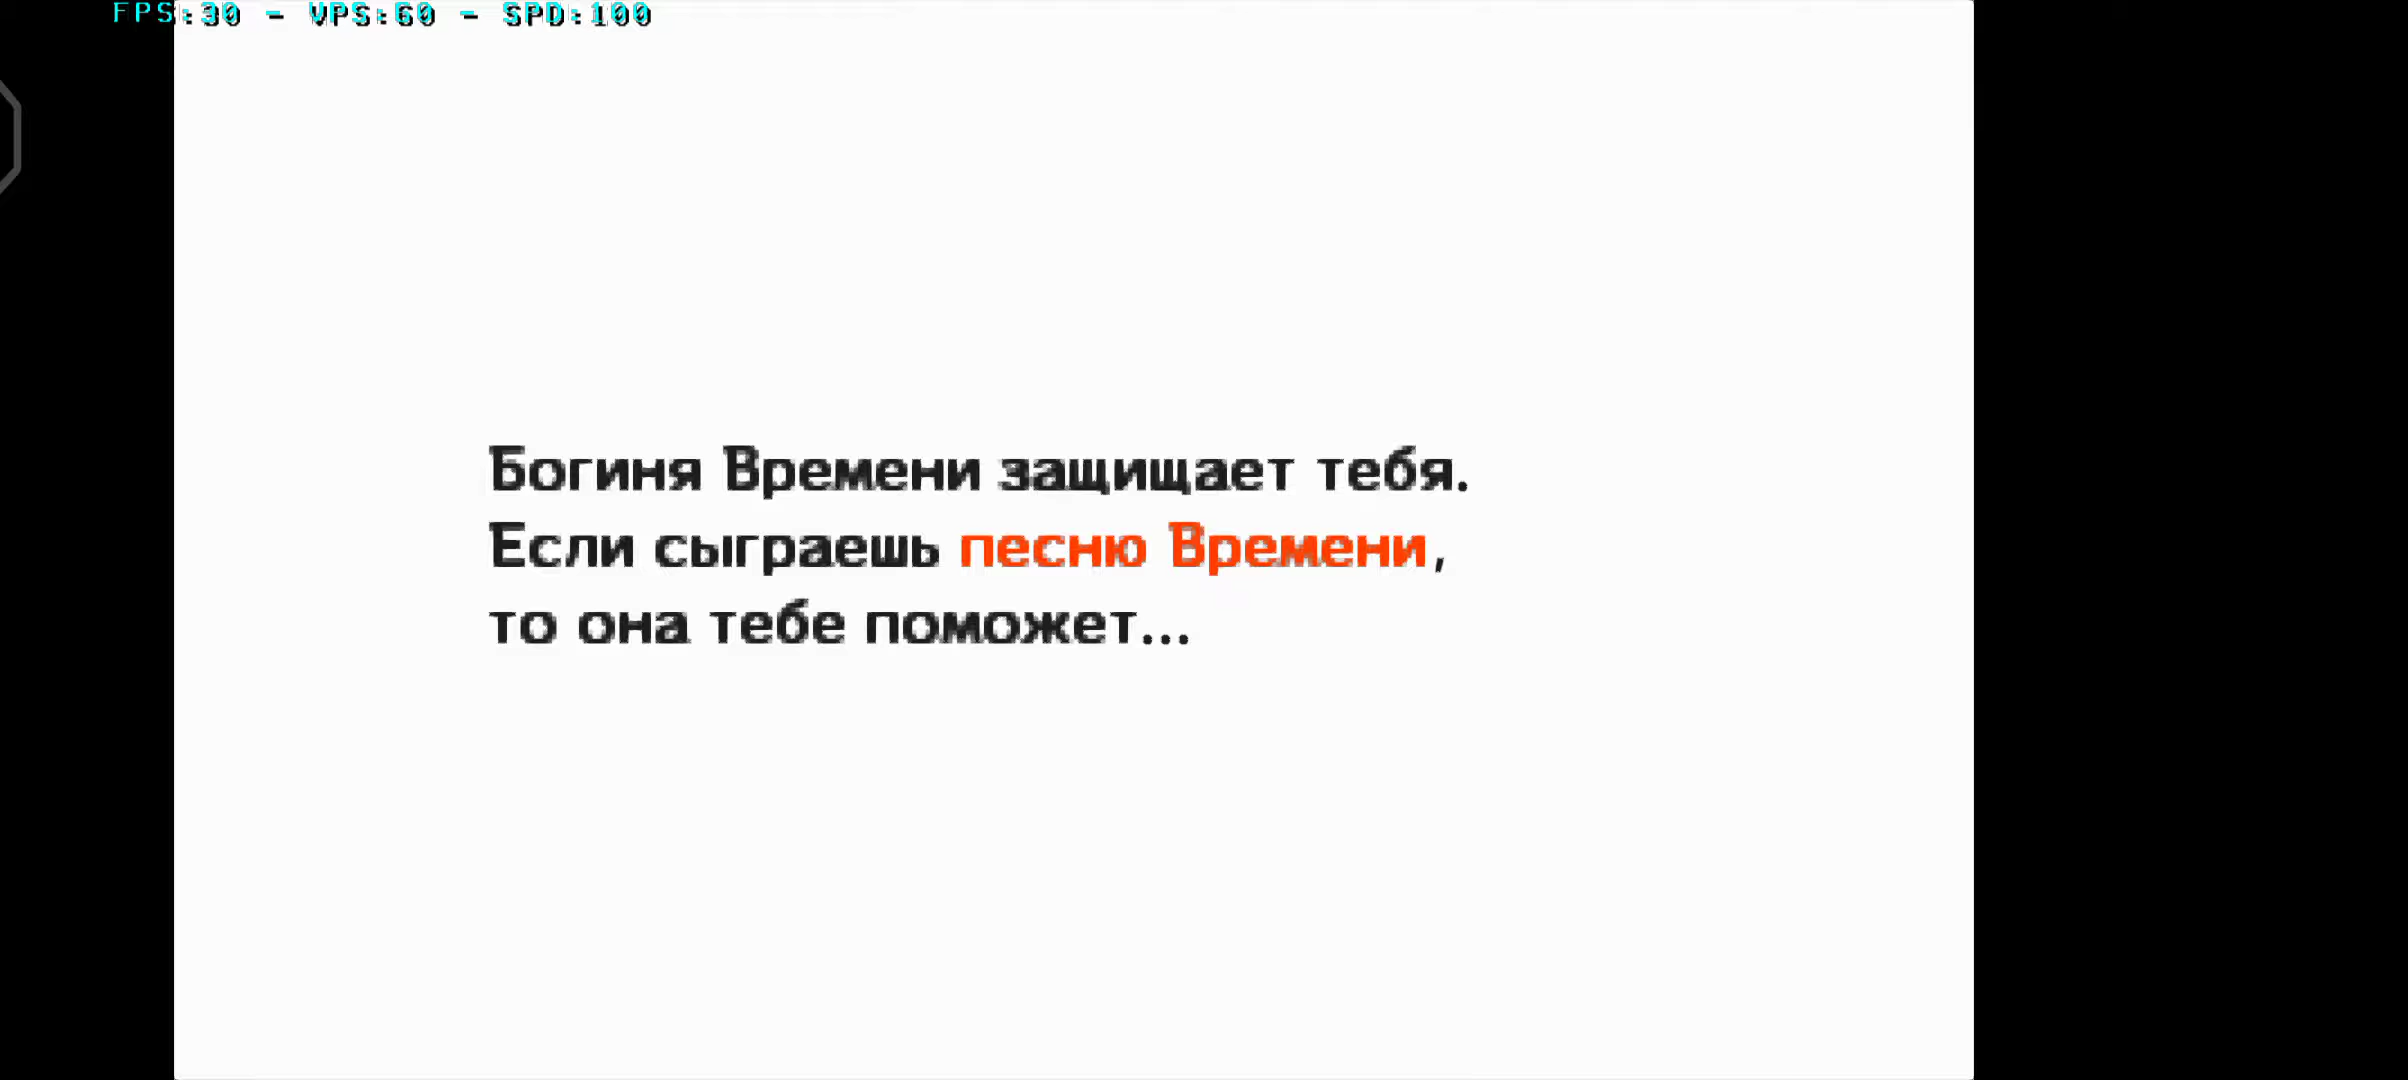 FPS:30 - VPS:60 - SPD:100
Богиня Времени защищает тебя.
Если сыграешь песню Времени,
то она тебе поможет...